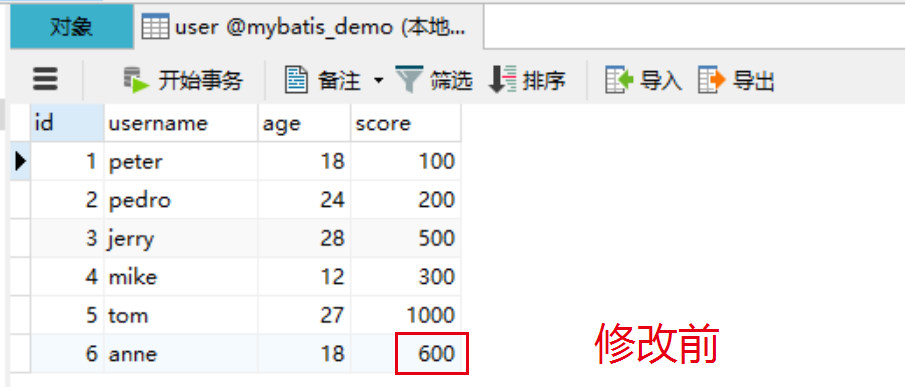 对象 user @mybatis_demo (本地...
开始事务 备注 筛选 排序 导入 导出
id username age score
1 peter 18 100
2 pedro 24 200
3 jerry 28 500
4 mike 12 300
5 tom 27 1000
6 anne 18 600
修改前